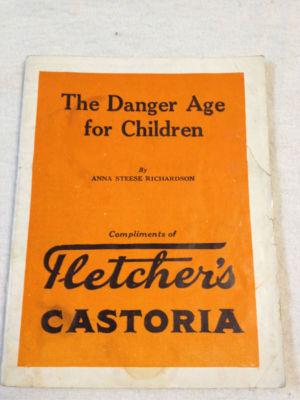 The Danger Age
for Children
By
ANNA STEESE RICHARDSON
Compliments of
Fletcher's
CASTORIA